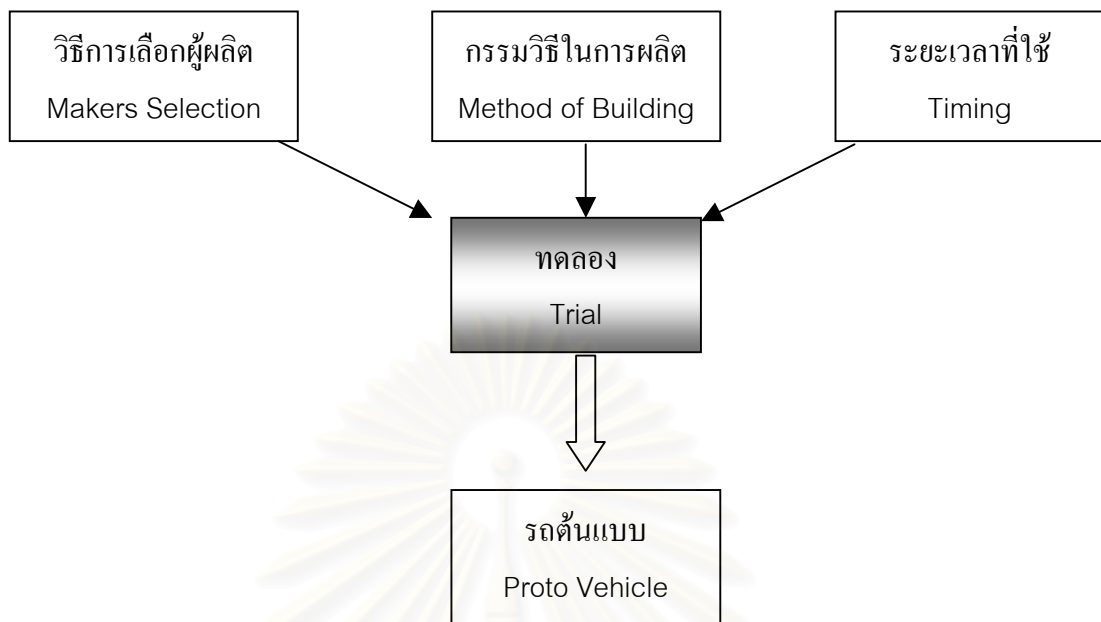 วิธีการเลือกผู้ผลิต
Makers Selection
กรรมวิธีในการผลิต
Method of Building
ระยะเวลาที่ใช้
Timing
ทดลอง
Trial
รถต้นแบบ
Proto Vehicle